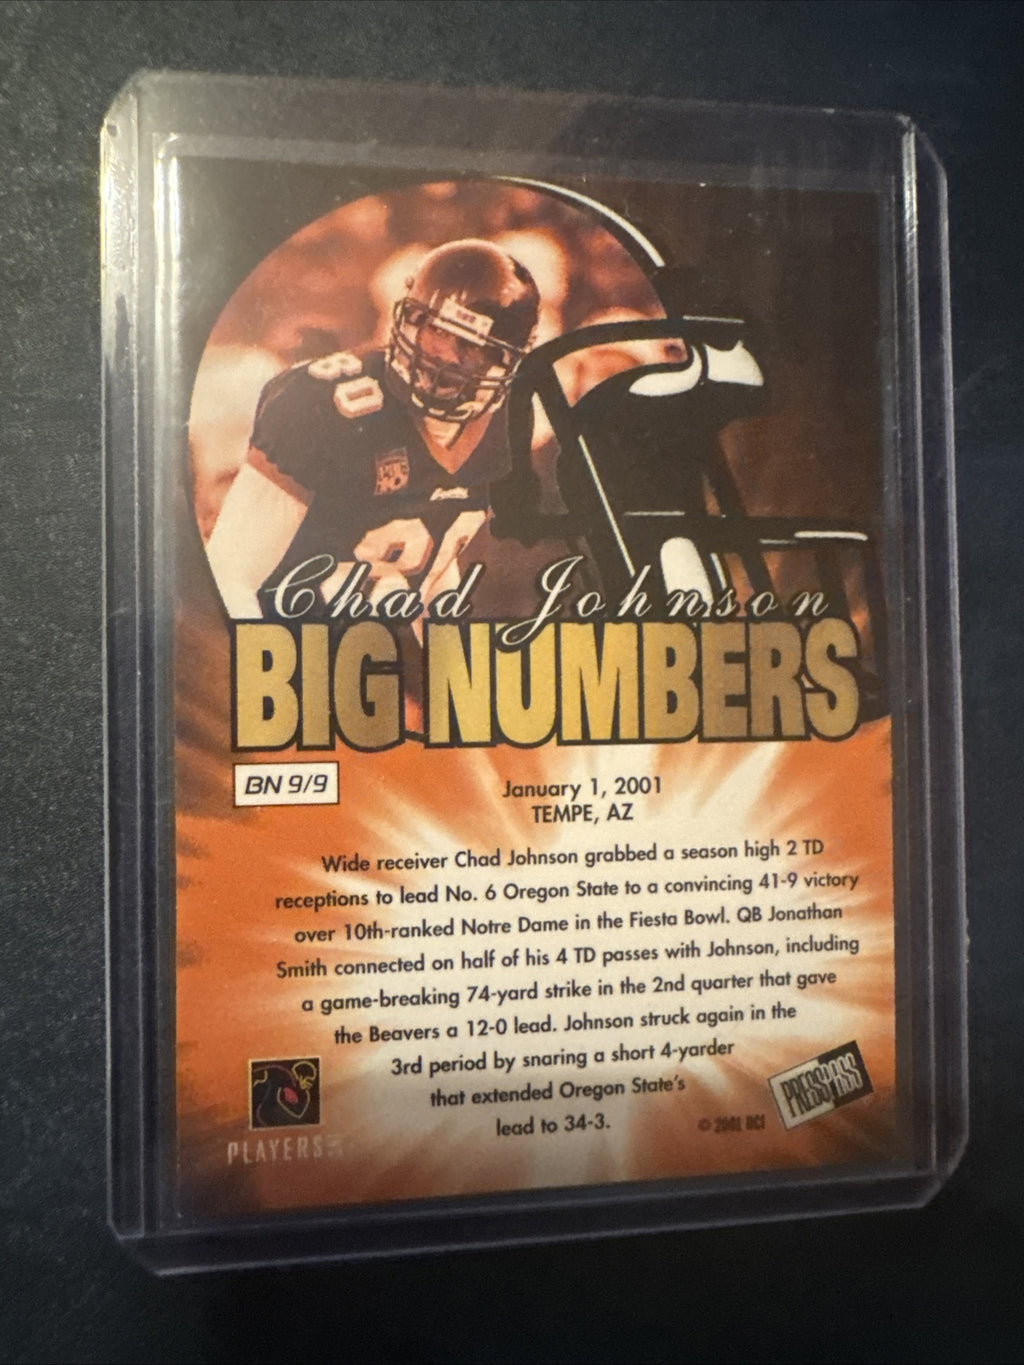 80
80
Chad Johnson
BIG NUMBERS
BN 9/9
January 1, 2001
TEMPE, AZ
Wide receiver Chad Johnson grabbed a season high 2 TD
receptions to lead No. 6 Oregon State to a convincing 41-9 victory
over 10th-ranked Notre Dame in the Fiesta Bowl. QB Jonathan
Smith connected on half of his 4 TD passes with Johnson, including
a game-breaking 74-yard strike in the 2nd quarter that gave
the Beavers a 12-0 lead. Johnson struck again in the
3rd period by snaring a short 4-yarder
that extended Oregon State's
lead to 34-3.
PLAYERS
© 2001 RCI
PRESS PASS